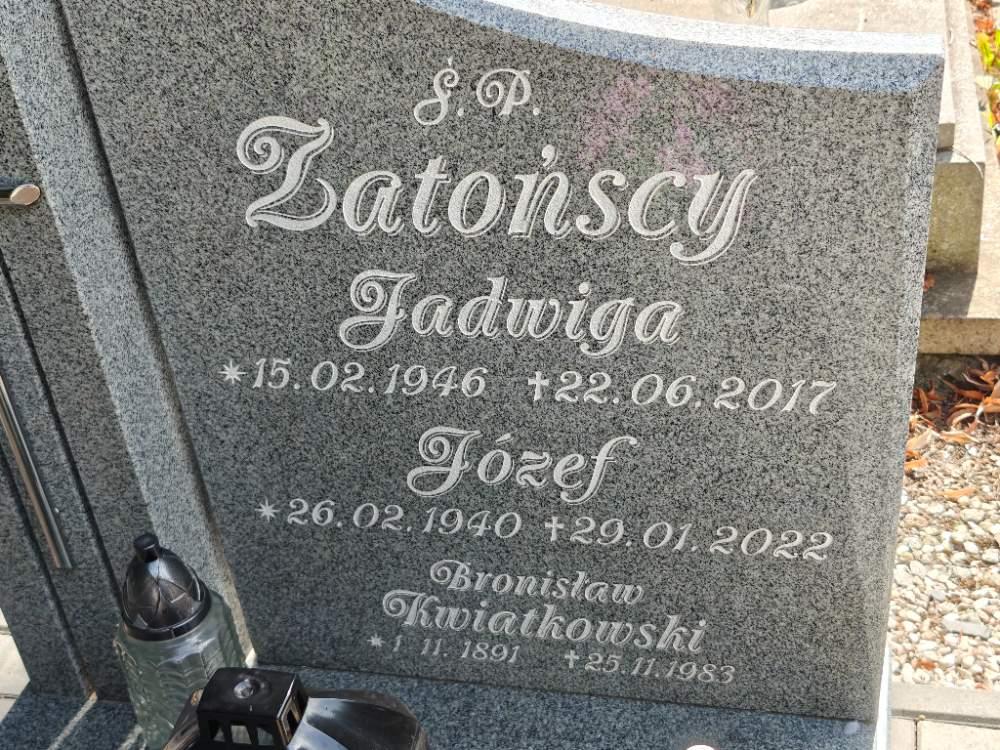 Ś. P.
Zatońscy
Jadwiga
*15.02.1946 †22.06.2017
Józef
*26.02.1940 †29.01.2022
Bronisław
Kwiatkowski
*1.11.1891 †25.11.1983